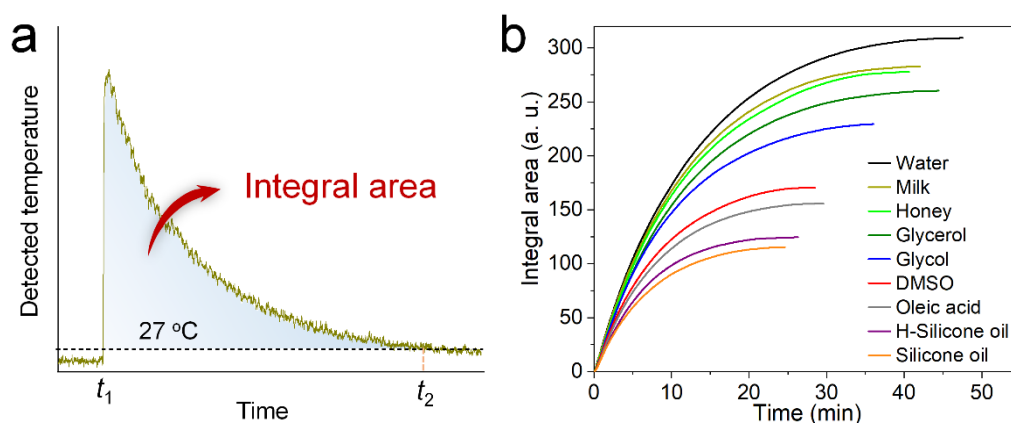 a
Detected temperature
Integral area
27 °C
t1
t2
Time
b
Integral area (a. u.)
300
250
200
150
100
50
0
Water
Milk
Honey
Glycerol
Glycol
DMSO
Oleic acid
H-Silicone oil
Silicone oil
0 10 20 30 40 50
Time (min)